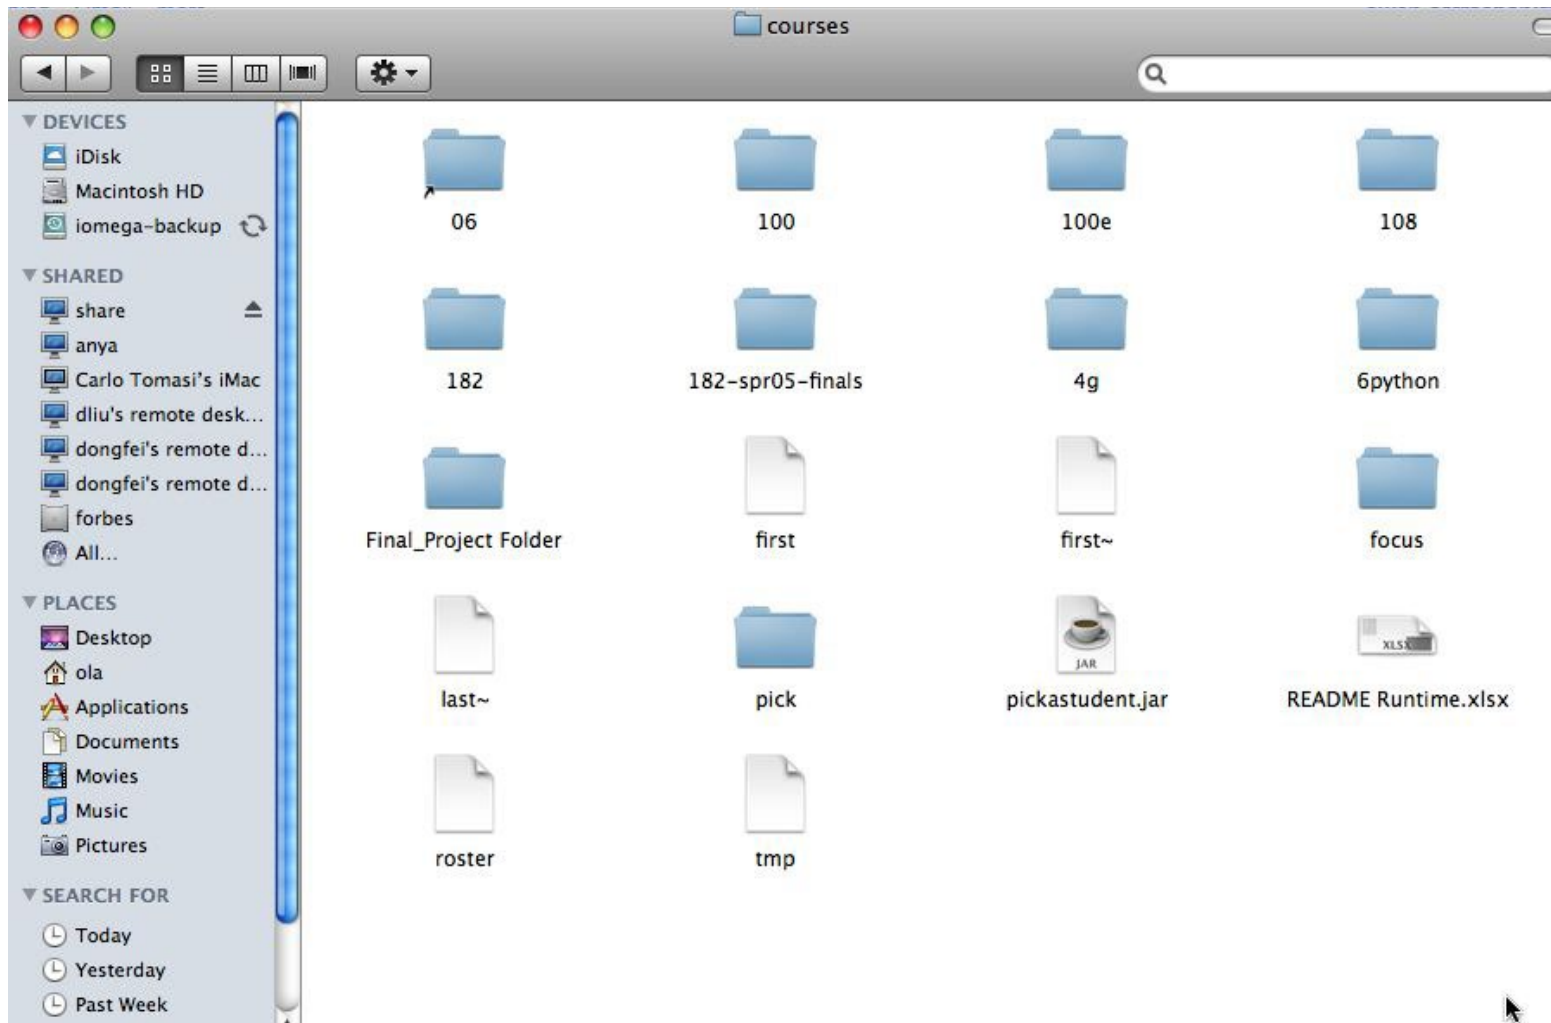 courses
DEVICES
iDisk
Macintosh HD
iomega-backup
SHARED
share
anya
Carlo Tomasi's iMac
dliu's remote desk...
dongfei's remote d...
dongfei's remote d...
forbes
All...
PLACES
Desktop
ola
Applications
Documents
Movies
Music
Pictures
SEARCH FOR
Today
Yesterday
Past Week
06 100 100e 108
182 182-spr05-finals 4g 6python
Final_Project Folder first first~ focus
JAR XLSX
last~ pick pickastudent.jar README Runtime.xlsx
roster tmp